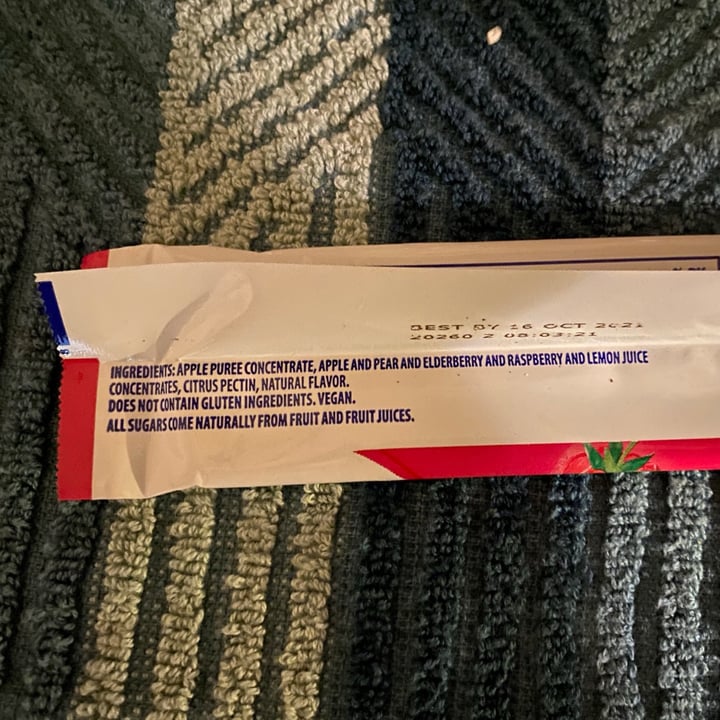 BEST BY 16 OCT 2021
20260 2 08:03:21
INGREDIENTS: APPLE PUREE CONCENTRATE, APPLE AND PEAR AND ELDERBERRY AND RASPBERRY AND LEMON JUICE
CONCENTRATES, CITRUS PECTIN, NATURAL FLAVOR.
DOES NOT CONTAIN GLUTEN INGREDIENTS. VEGAN.
ALL SUGARS COME NATURALLY FROM FRUIT AND FRUIT JUICES.